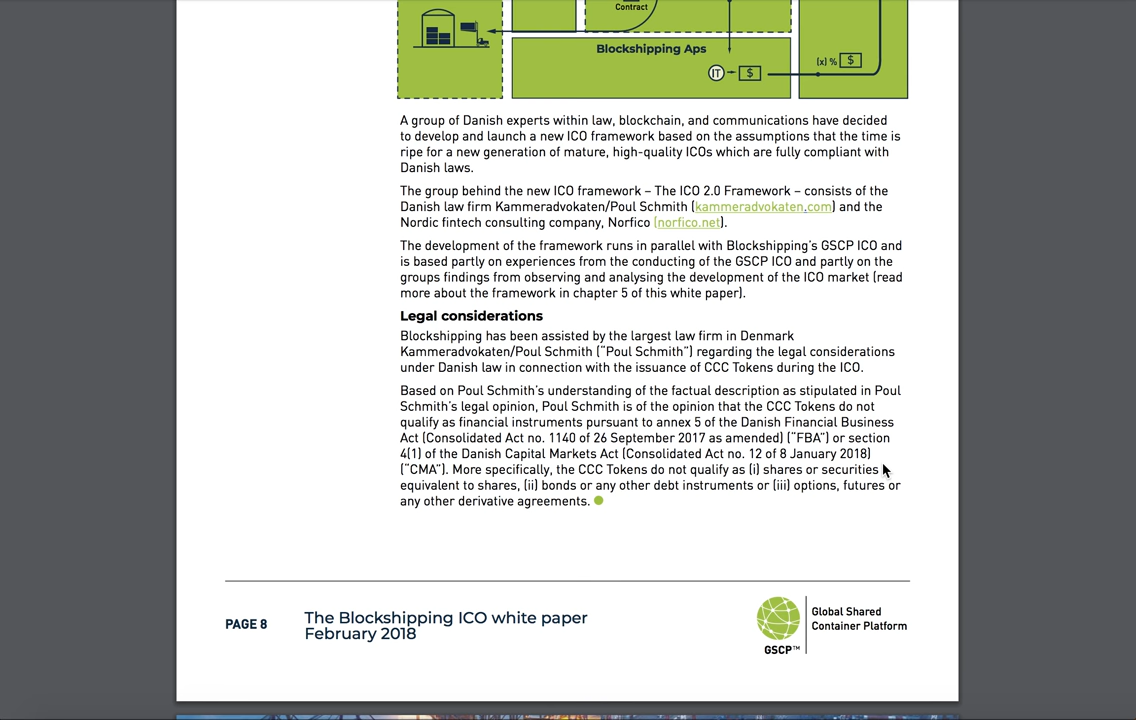 Contract
Blockshipping Aps
(x) % $
IT $
A group of Danish experts within law, blockchain, and communications have decided
to develop and launch a new ICO framework based on the assumptions that the time is
ripe for a new generation of mature, high-quality ICOs which are fully compliant with
Danish laws.
The group behind the new ICO framework – The ICO 2.0 Framework – consists of the
Danish law firm Kammeradvokaten/Poul Schmith (kammeradvokaten.com) and the
Nordic fintech consulting company, Norfico (norfico.net).
The development of the framework runs in parallel with Blockshipping's GSCP ICO and
is based partly on experiences from the conducting of the GSCP ICO and partly on the
groups findings from observing and analysing the development of the ICO market (read
more about the framework in chapter 5 of this white paper).
Legal considerations
Blockshipping has been assisted by the largest law firm in Denmark
Kammeradvokaten/Poul Schmith ("Poul Schmith") regarding the legal considerations
under Danish law in connection with the issuance of CCC Tokens during the ICO.
Based on Poul Schmith's understanding of the factual description as stipulated in Poul
Schmith's legal opinion, Poul Schmith is of the opinion that the CCC Tokens do not
qualify as financial instruments pursuant to annex 5 of the Danish Financial Business
Act (Consolidated Act no. 1140 of 26 September 2017 as amended) ("FBA") or section
4(1) of the Danish Capital Markets Act (Consolidated Act no. 12 of 8 January 2018)
("CMA"). More specifically, the CCC Tokens do not qualify as (i) shares or securities
equivalent to shares, (ii) bonds or any other debt instruments or (iii) options, futures or
any other derivative agreements.
PAGE 8
The Blockshipping ICO white paper
February 2018
Global Shared
Container Platform
GSCP™